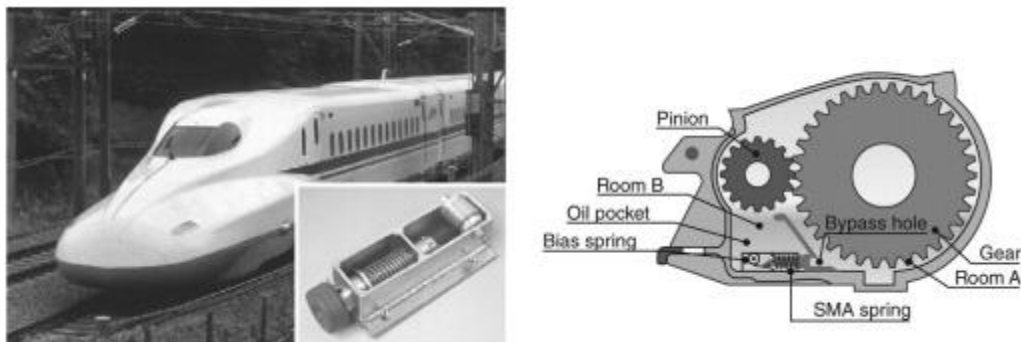 Pinion
Room B
Oil pocket
Bypass hole
Bias spring
Gear
Room A
SMA spring